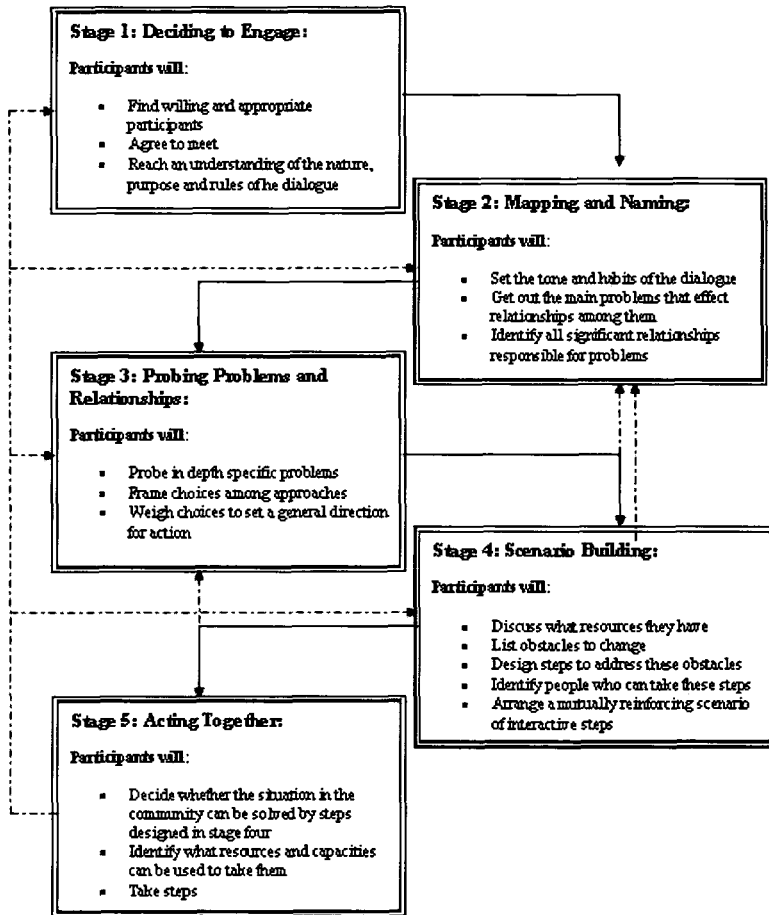 Stage 1: Deciding to Engage:
Participants will:
▪ Find willing and appropriate
participants
▪ Agree to meet
▪ Reach an understanding of the nature,
purpose and rules of he dialogue
Stage 2: Mapping and Naming:
Participants will:
▪ Set the tone and habits of the dialogue
▪ Get out the main problems that effect
relationships among them
▪ Identify all significant relationships
responsible for problems
Stage 3: Probing Problems and
Relationships:
Participants will:
▪ Probe in depth specific problems
▪ Frame choices among approaches
▪ Weigh choices to set a general direction
for action
Stage 4: Scenario Building:
Participants will:
▪ Discuss what resources they have
▪ List obstacles to change
▪ Design steps to address these obstacles
▪ Identify people who can take these steps
▪ Arrange a mutually reinforcing scenario
of interactive steps
Stage 5: Acting Together:
Participants will:
▪ Decide whether the situation in the
community can be solved by steps
designed in stage four
▪ Identify what resources and capacities
can be used to take them
▪ Take steps